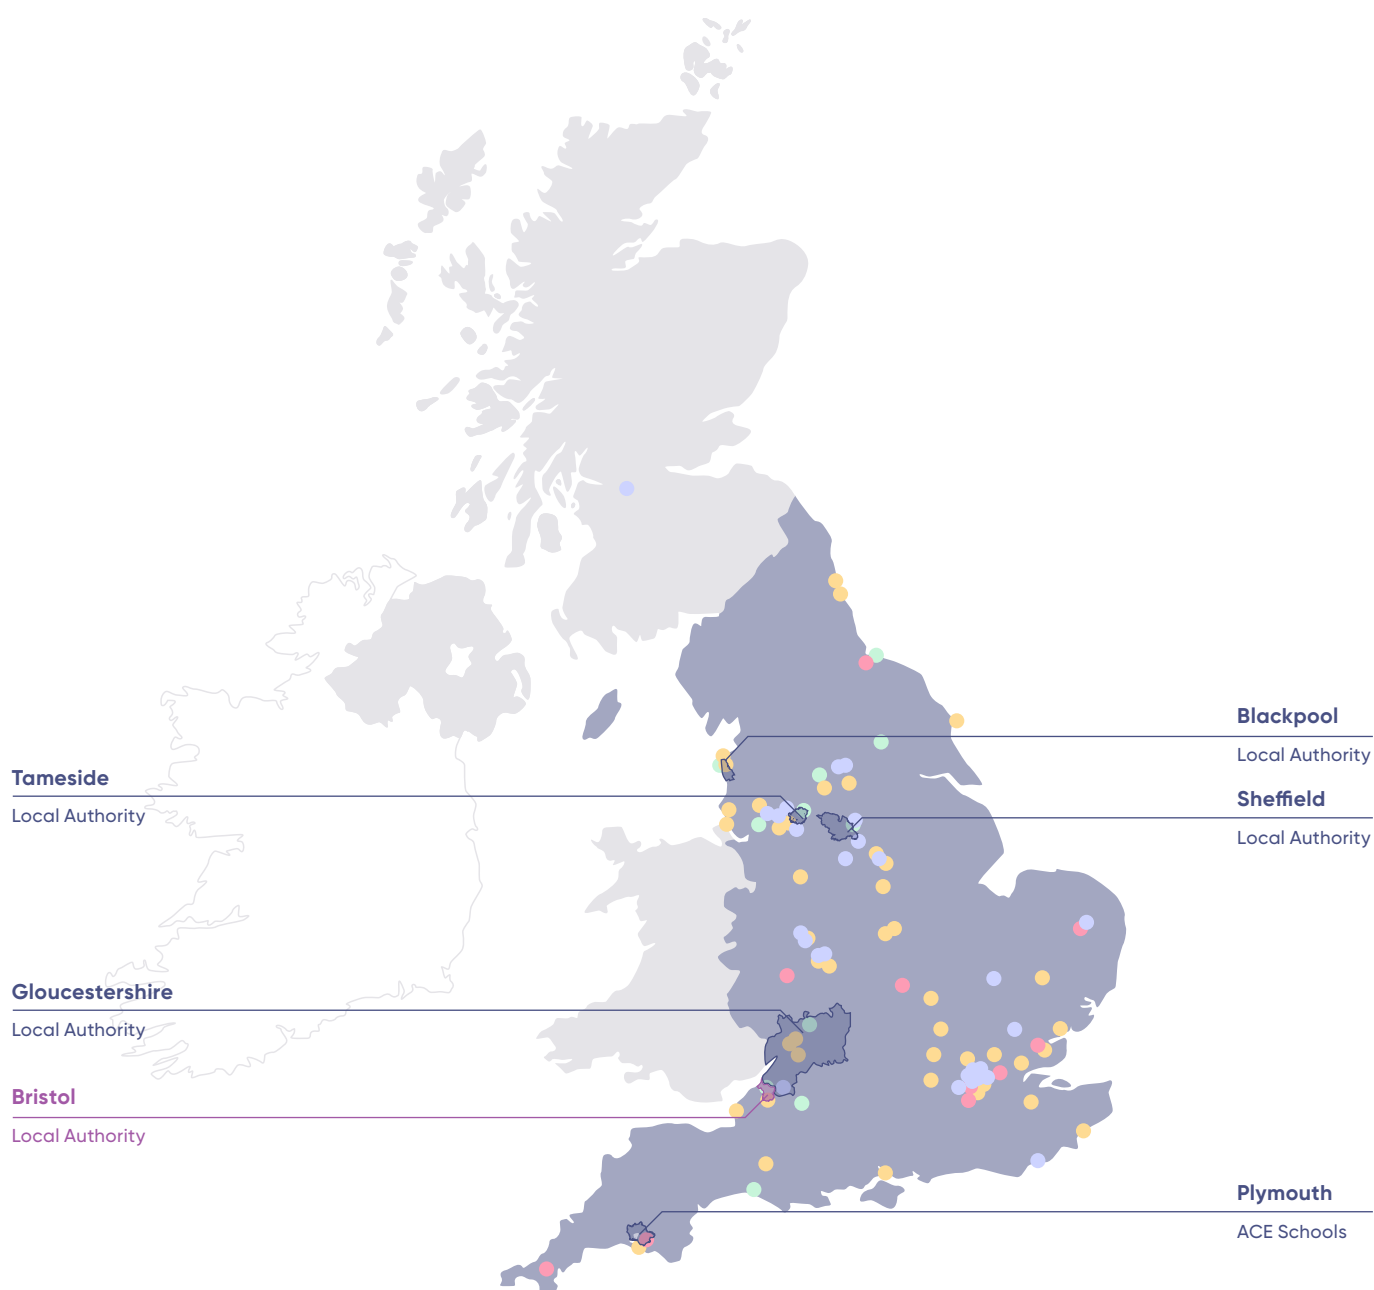 Blackpool
Local Authority
Tameside
Local Authority
Sheffield
Local Authority
Gloucestershire
Local Authority
Bristol
Local Authority
Plymouth
ACE Schools